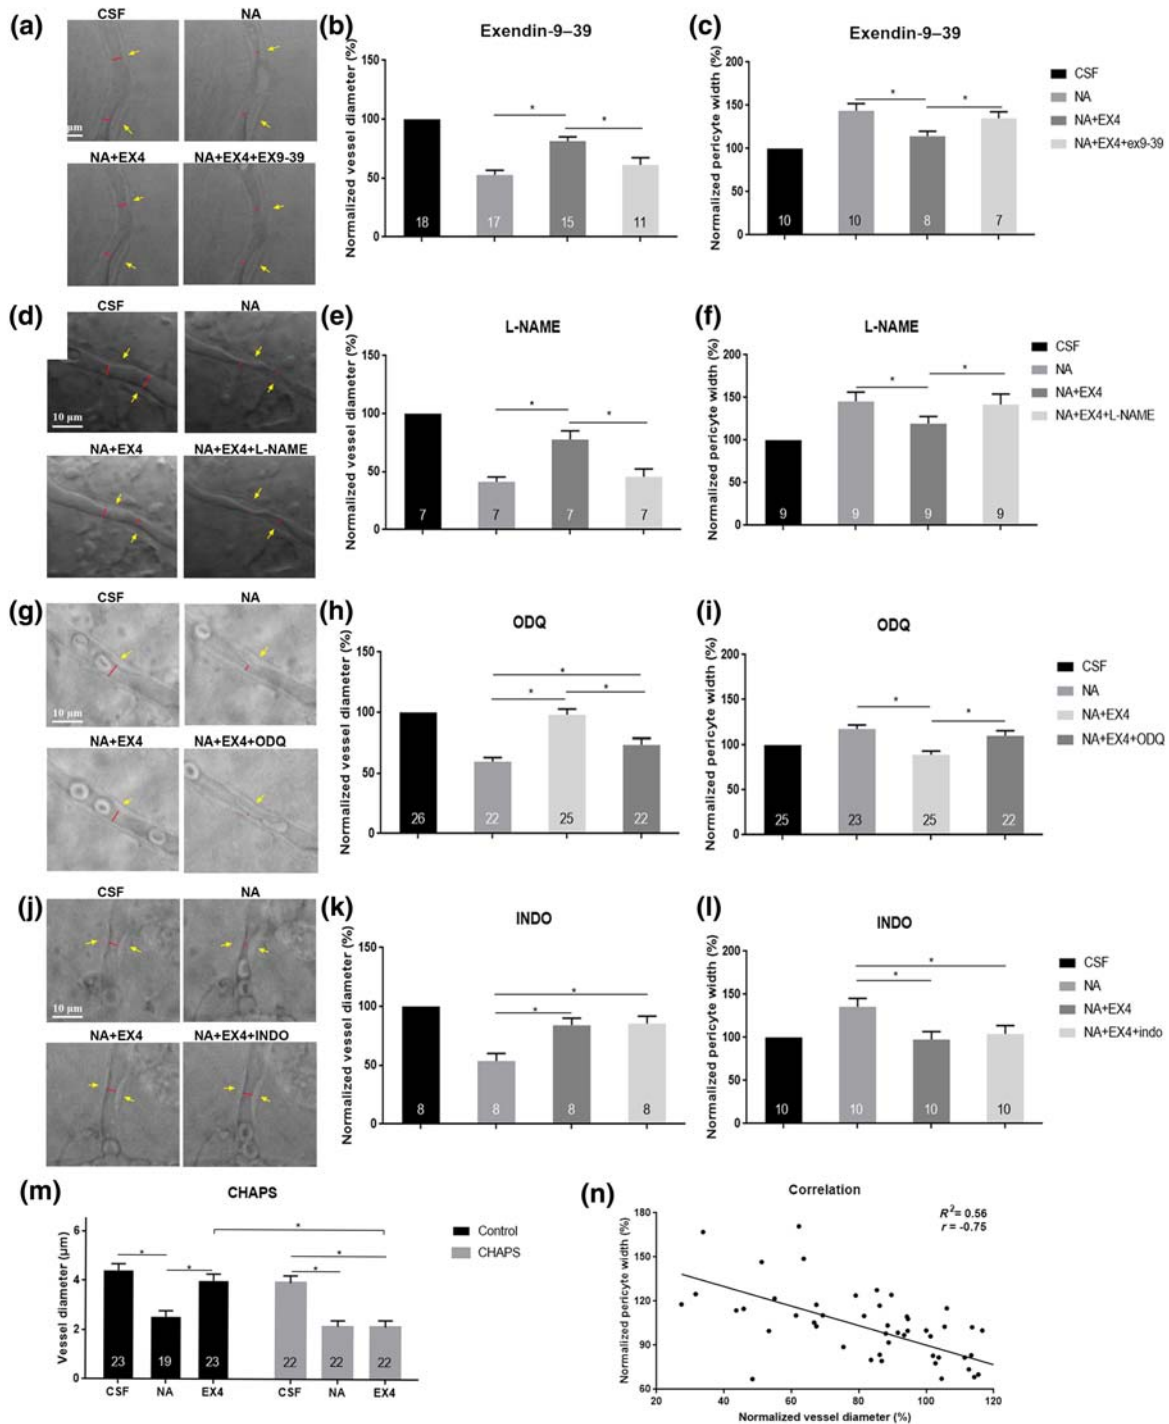 (a)
CSF
NA
µm
NA+EX4
NA+EX4+EX9-39
(b)
Exendin-9–39
Normalized vessel diameter (%)
150
100
50
0
18
17
15
11
*
*
(c)
Exendin-9–39
Normalized pericyte width (%)
200
150
100
50
0
10
10
8
7
*
*
CSF
NA
NA+EX4
NA+EX4+ex9-39
(d)
CSF
NA
10 µm
NA+EX4
NA+EX4+L-NAME
(e)
L-NAME
Normalized vessel diameter (%)
150
100
50
0
7
7
7
7
*
*
(f)
L-NAME
Normalized pericyte width (%)
200
150
100
50
0
9
9
9
9
*
*
CSF
NA
NA+EX4
NA+EX4+L-NAME
(g)
CSF
NA
10 µm
NA+EX4
NA+EX4+ODQ
(h)
ODQ
Normalized vessel diameter (%)
150
100
50
0
26
22
25
22
*
*
*
(i)
ODQ
Normalized pericyte width (%)
200
150
100
50
0
25
23
25
22
*
*
CSF
NA
NA+EX4
NA+EX4+ODQ
(j)
CSF
NA
10 µm
NA+EX4
NA+EX4+INDO
(k)
INDO
Normalized vessel diameter (%)
150
100
50
0
8
8
8
8
*
*
(l)
INDO
Normalized pericyte width (%)
200
150
100
50
0
10
10
10
10
*
*
CSF
NA
NA+EX4
NA+EX4+indo
(m)
CHAPS
Vessel diameter (µm)
6
4
2
0
23
19
23
22
22
22
*
*
*
*
*
CSF
NA
EX4
CSF
NA
EX4
Control
CHAPS
(n)
Correlation
R² = 0.56
r = -0.75
Normalized pericyte width (%)
180
150
120
90
60
20
40
60
80
100
120
Normalized vessel diameter (%)